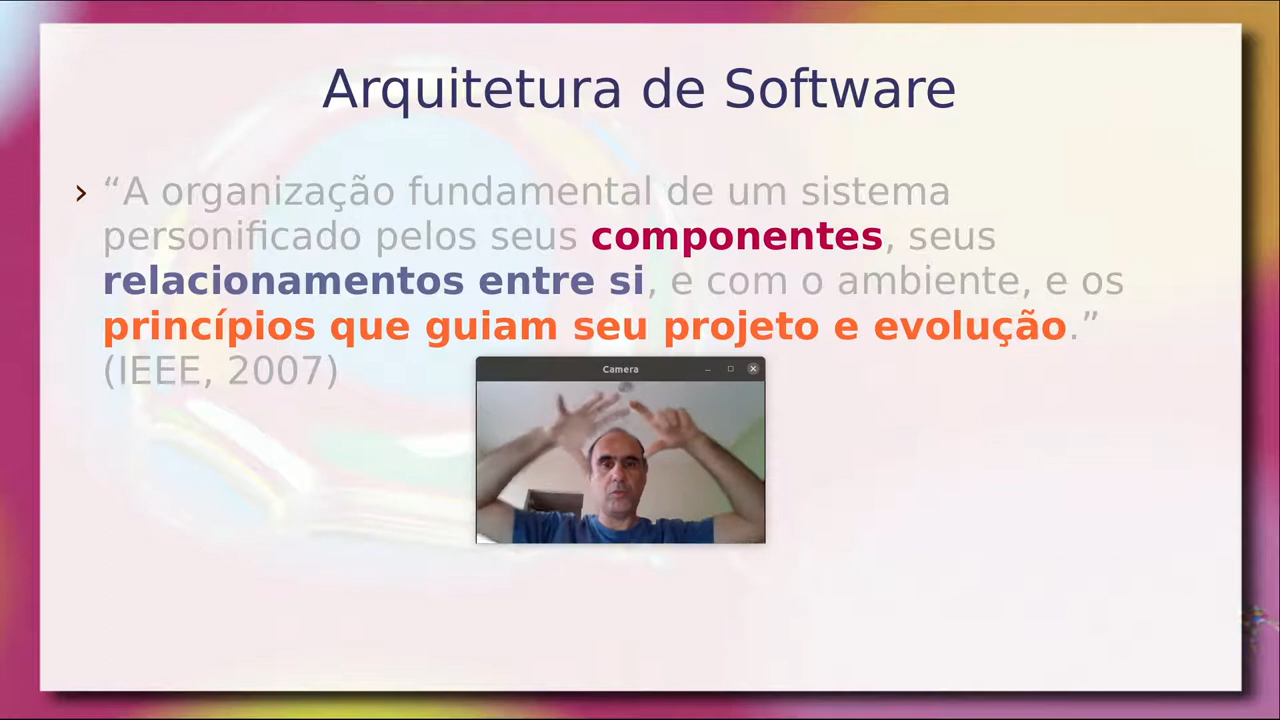 Arquitetura de Software
› “A organização fundamental de um sistema
personificado pelos seus componentes, seus
relacionamentos entre si, e com o ambiente, e os
princípios que guiam seu projeto e evolução.”
(IEEE, 2007)
Camera